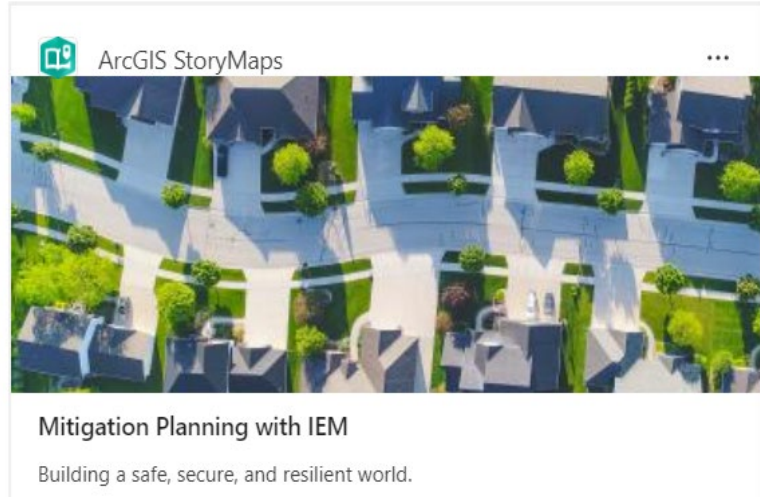 ArcGIS StoryMaps
Mitigation Planning with IEM
Building a safe, secure, and resilient world.